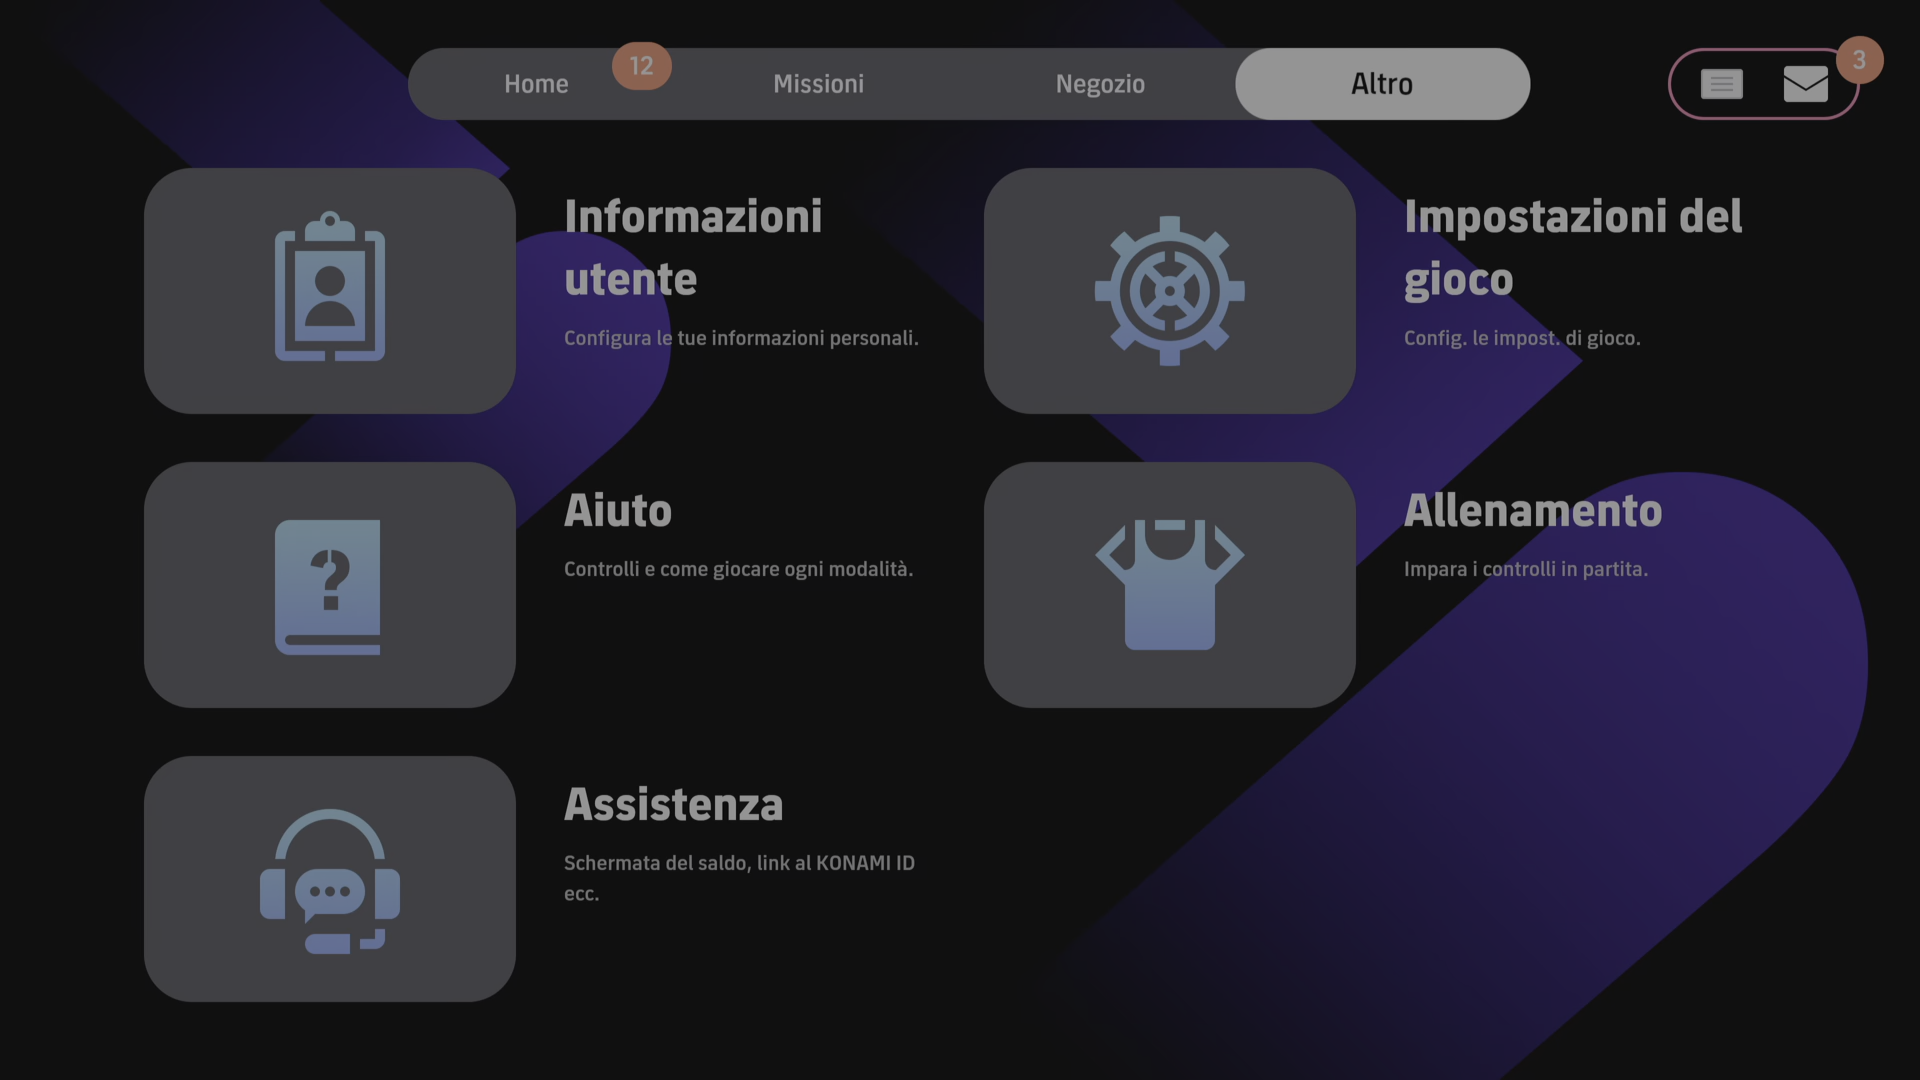 Home
12
Missioni
Negozio
Altro
3
Informazioni
utente
Configura le tue informazioni personali.
Impostazioni del
gioco
Config. le impost. di gioco.
Aiuto
Controlli e come giocare ogni modalità.
Allenamento
Impara i controlli in partita.
Assistenza
Schermata del saldo, link al KONAMI ID
ecc.